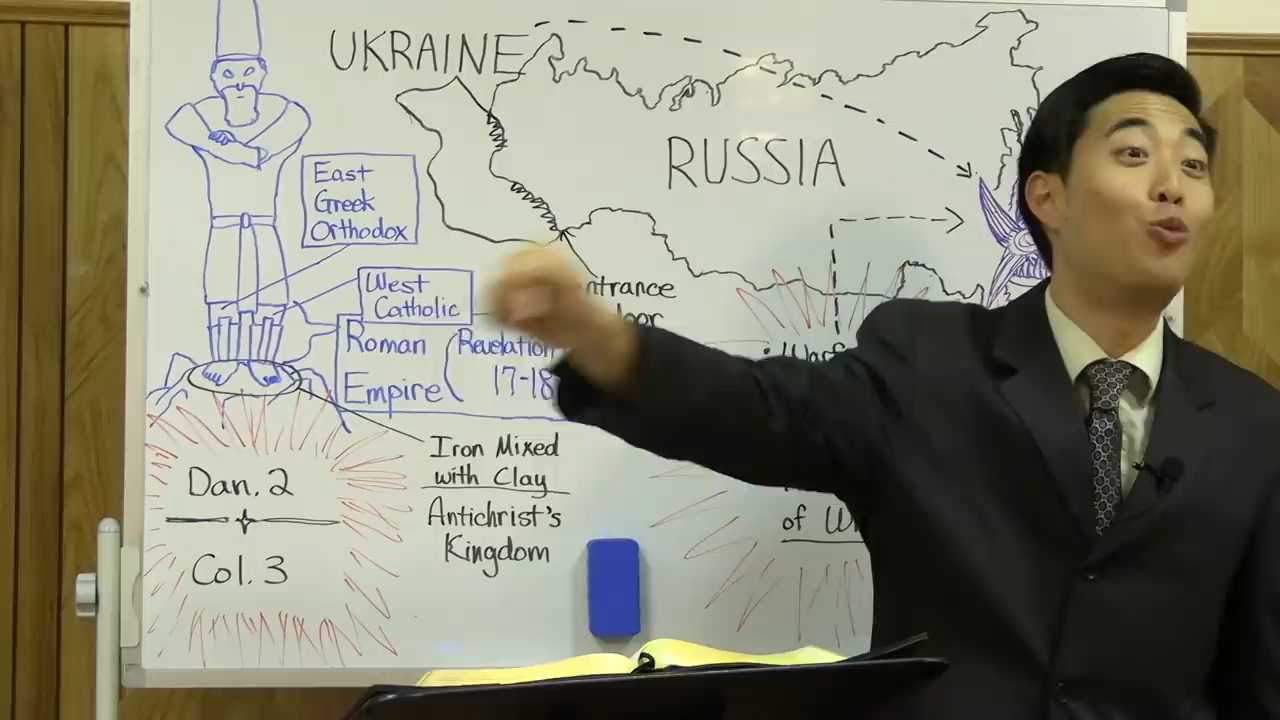 UKRAINE
RUSSIA
East
Greek
Orthodox
West
Catholic
Roman
Empire
Revelation
17-18
Iron Mixed
with Clay
Antichrist's
Kingdom
Dan. 2
Col. 3
of